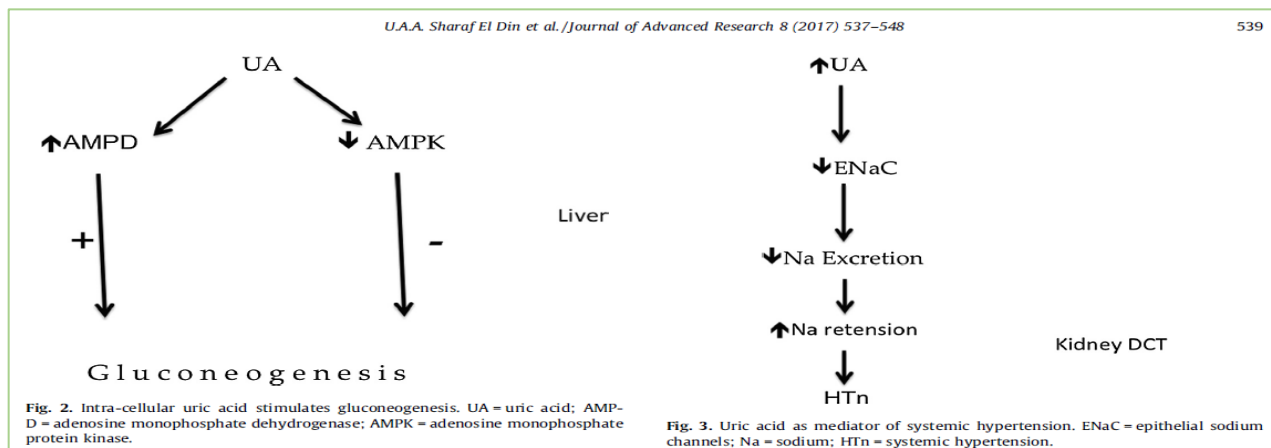 U.A.A. Sharaf El Din et al. / Journal of Advanced Research 8 (2017) 537–548
539
UA
↑AMPD
↓ AMPK
+
-
Liver
Gluconeogenesis
Fig. 2. Intra-cellular uric acid stimulates gluconeogenesis. UA = uric acid; AMP-
D = adenosine monophosphate dehydrogenase; AMPK = adenosine monophosphate
protein kinase.
↑UA
↓ENaC
↓Na Excretion
↑Na retension
Kidney DCT
HTn
Fig. 3. Uric acid as mediator of systemic hypertension. ENaC = epithelial sodium
channels; Na = sodium; HTn = systemic hypertension.